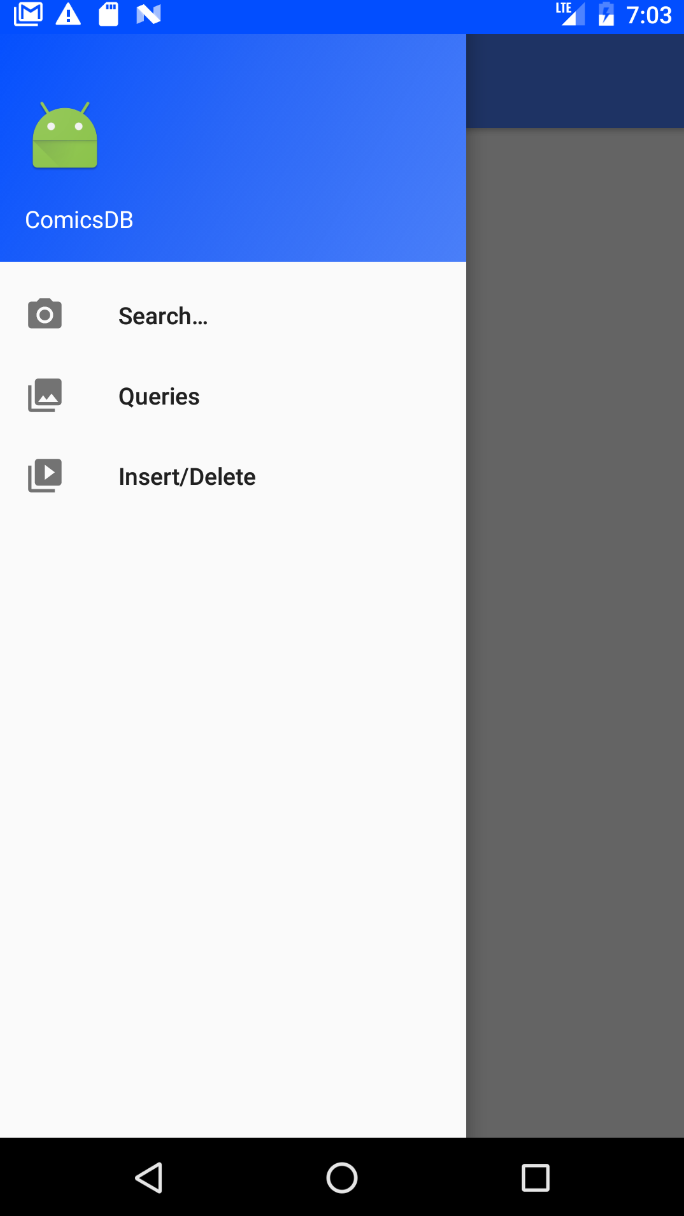 LTE 7:03
ComicsDB
Search...
Queries
Insert/Delete